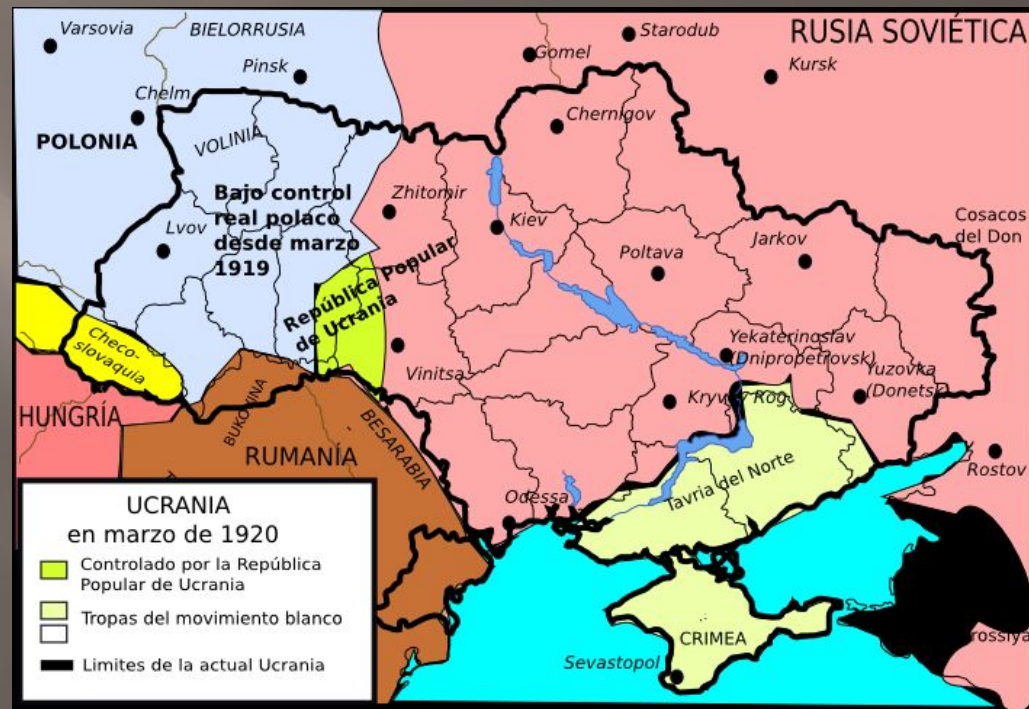 Varsovia
BIELORRUSIA
Starodub
RUSIA SOVIÉTICA
Gomel
Pinsk
Kursk
Chelm
Chernigov
POLONIA
VOLINIA
Bajo control
real polaco
desde marzo
1919
Zhitomir
Kiev
Lvov
Cosacos
del Don
Poltava
Jarkov
República Popular
de Ucrania
Checo-
slovaquia
Vinitsa
Yekateringslav
(Dnipropetrovsk)
Yuzovka
(Donetsk)
Kryvoy Rog
HUNGRÍA
BUKOVINA
BESARABIA
RUMANÍA
Tavria del Norte
Rostov
Odessa
UCRANIA
en marzo de 1920
Controlado por la República
Popular de Ucrania
Tropas del movimiento blanco
Limites de la actual Ucrania
CRIMEA
Sevastopol